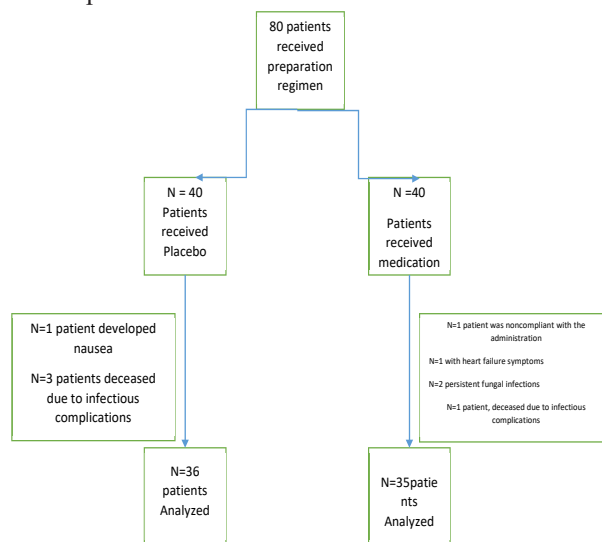 80 patients
received
preparation
regimen
N = 40
Patients
received
Placebo
N =40
Patients
received
medication
N=1 patient developed
nausea
N=3 patients deceased
due to infectious
complications
N=1 patient was noncompliant with the
administration
N=1 with heart failure symptoms
N=2 persistent fungal infections
N=1 patient, deceased due to infectious
complications
N=36
patients
Analyzed
N=35patie
nts
Analyzed